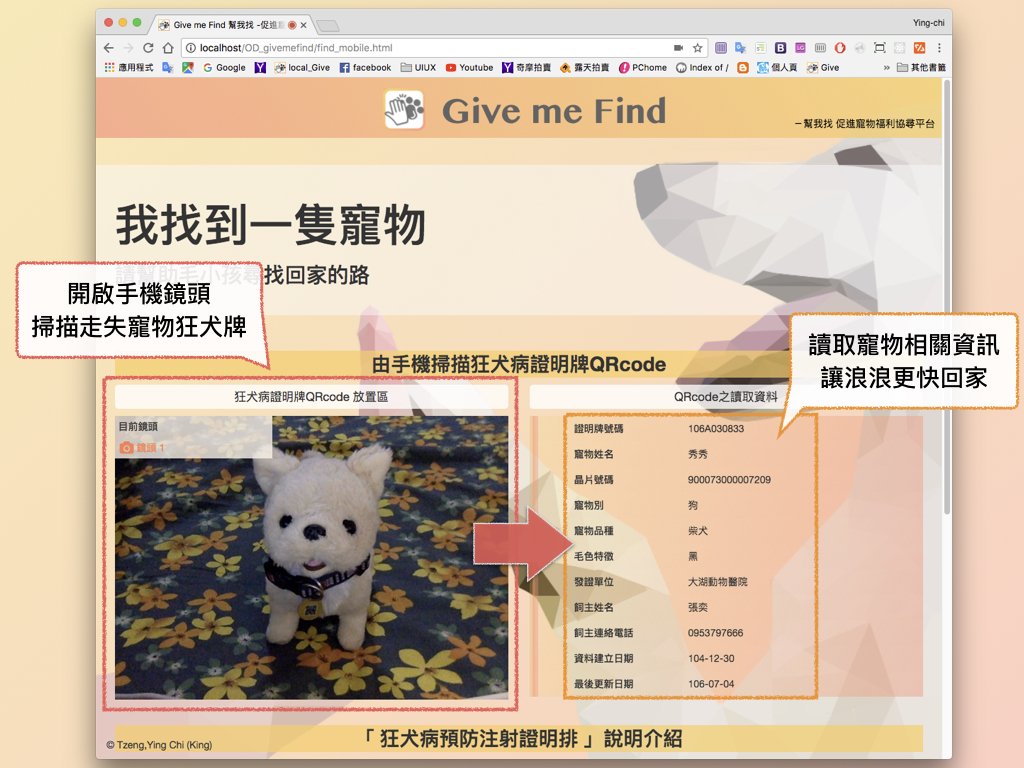 Give me Find 幫我找 -促進
Ying-chi
localhost/OD_givemefind/find_mobile.html
應用程式 Google local_Give facebook UIUX Youtube 奇摩拍賣 露天拍賣 PChome Index of / 個人頁 Give » 其他書籤
Give me Find
－幫我找 促進寵物福利協尋平台
我找到一隻寵物
請幫助毛小孩尋找回家的路
開啟手機鏡頭
掃描走失寵物狂犬牌
讀取寵物相關資訊
讓浪浪更快回家
由手機掃描狂犬病證明牌QRcode
狂犬病證明牌QRcode 放置區
目前鏡頭
鏡頭 1
QRcode之讀取資料
證明牌號碼 106A030833
寵物姓名 秀秀
晶片號碼 900073000007209
寵物別 狗
寵物品種 柴犬
毛色特徵 黑
發證單位 大湖動物醫院
飼主姓名 張奕
飼主連絡電話 0953797666
資料建立日期 104-12-30
最後更新日期 106-07-04
「 狂犬病預防注射證明排 」說明介紹
© Tzeng,Ying Chi (King)